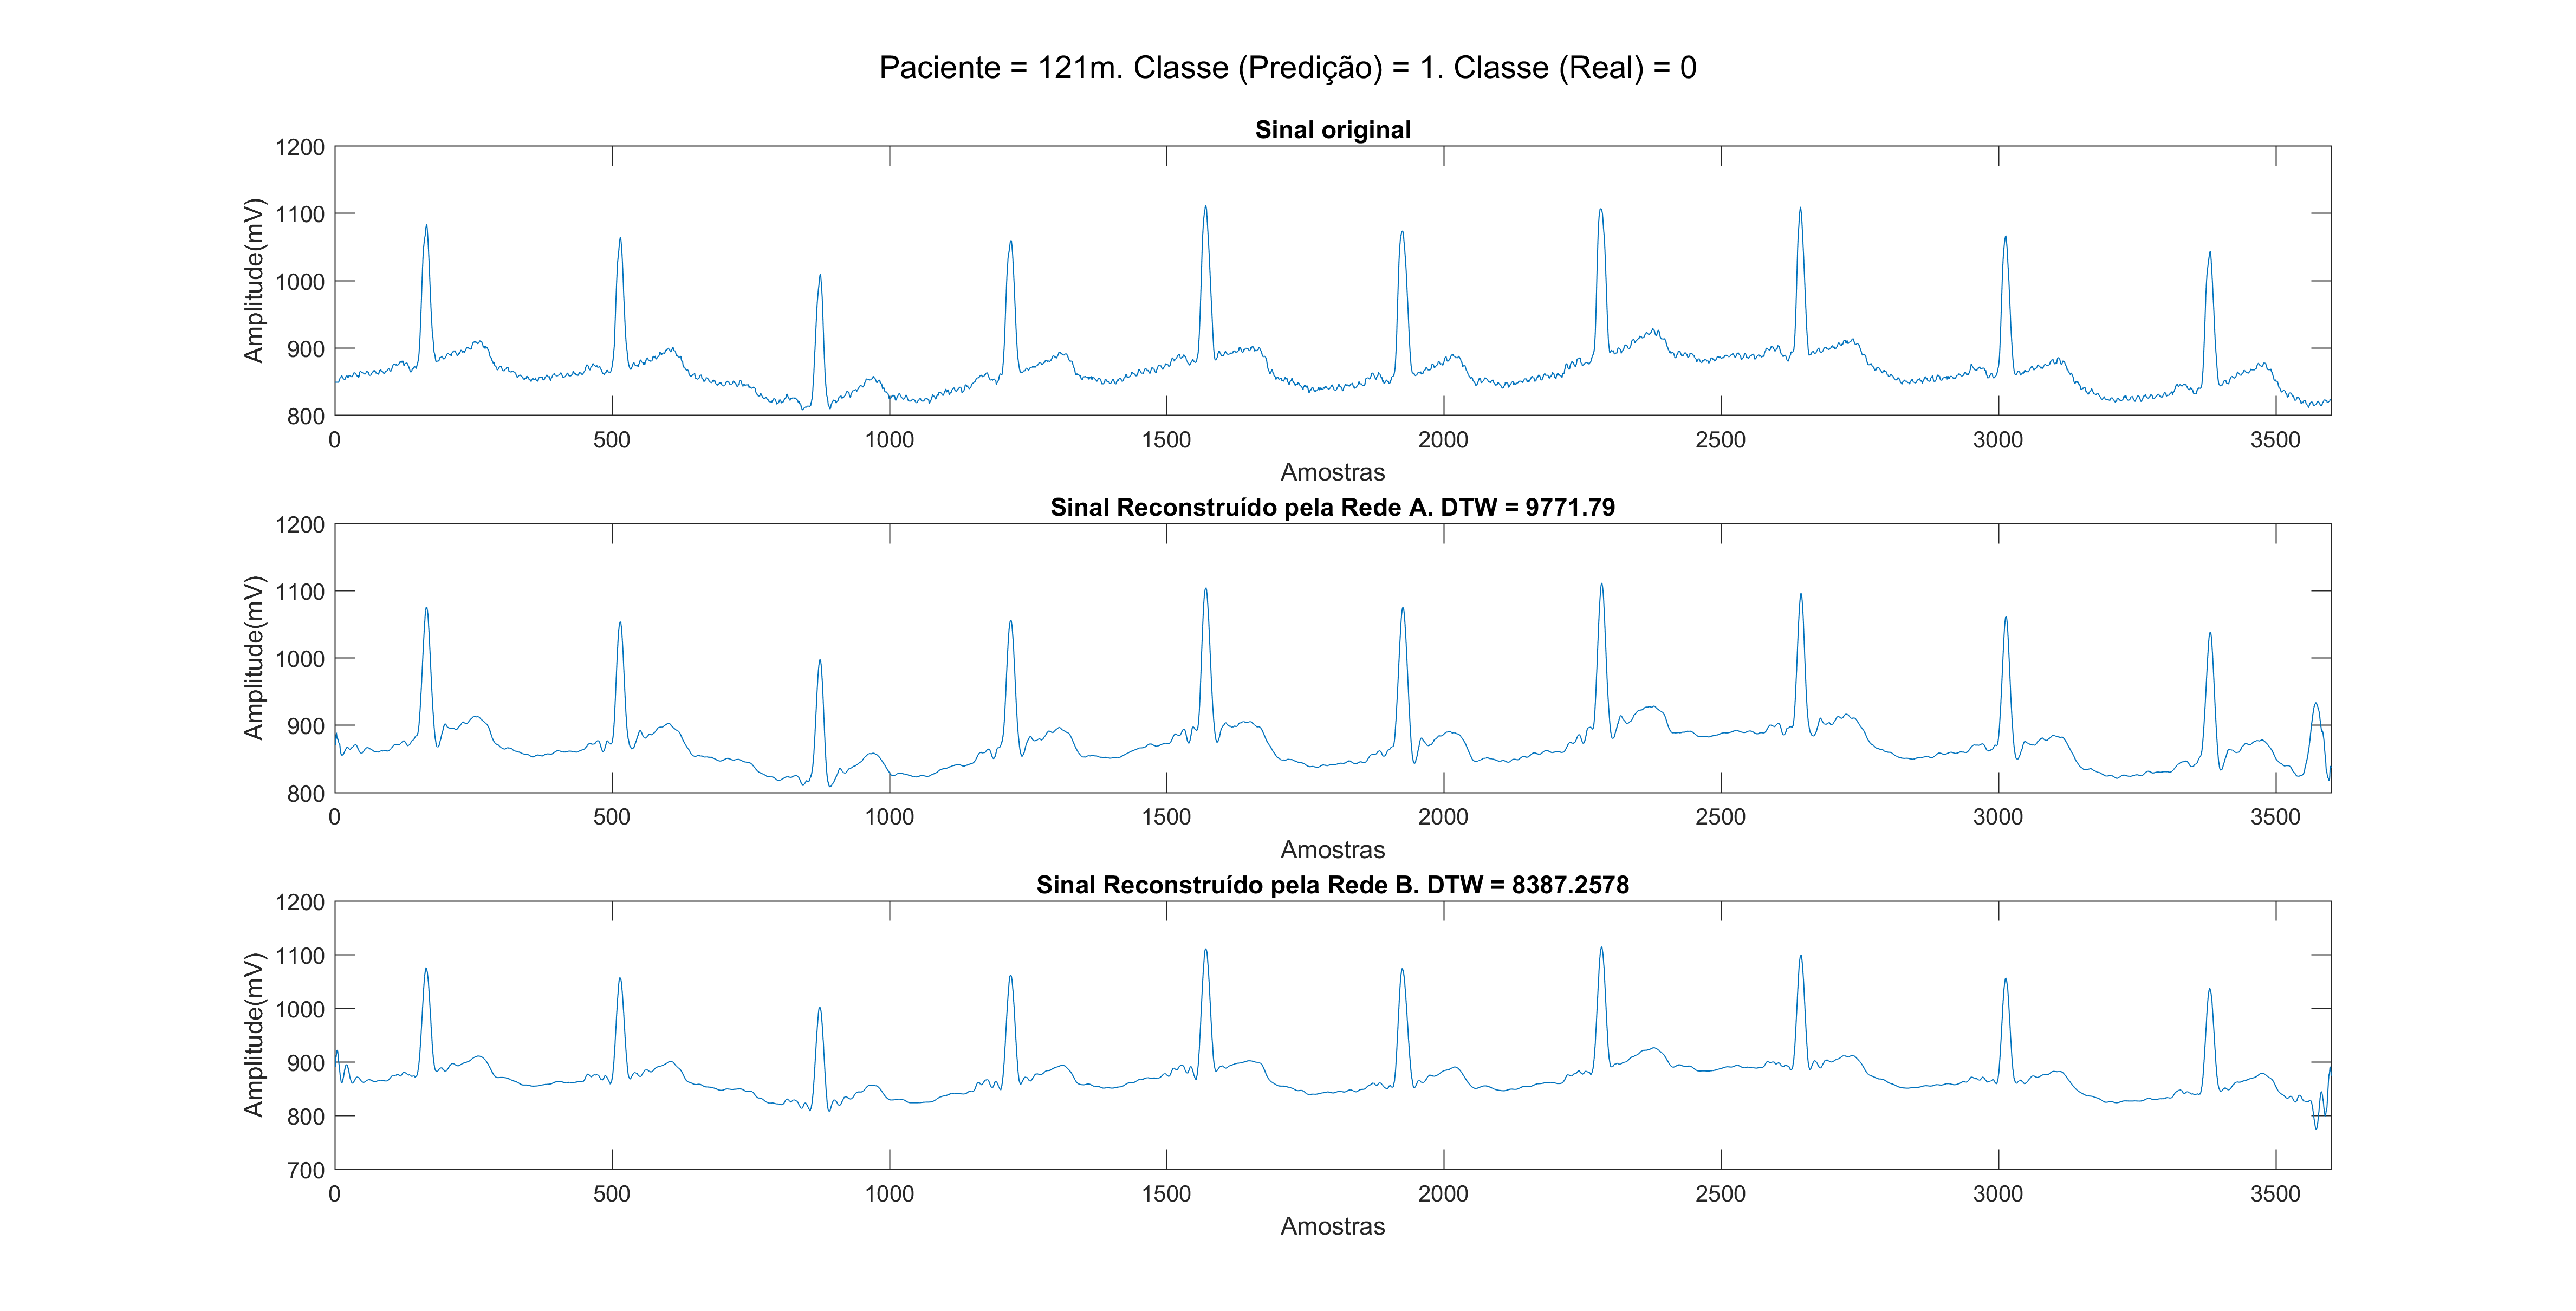 Paciente = 121m. Classe (Predição) = 1. Classe (Real) = 0
Sinal original
1200
1100
1000
900
800
Amplitude(mV)
0 500 1000 1500 2000 2500 3000 3500
Amostras
Sinal Reconstruído pela Rede A. DTW = 9771.79
1200
1100
1000
900
800
Amplitude(mV)
0 500 1000 1500 2000 2500 3000 3500
Amostras
Sinal Reconstruído pela Rede B. DTW = 8387.2578
1200
1100
1000
900
800
700
Amplitude(mV)
0 500 1000 1500 2000 2500 3000 3500
Amostras